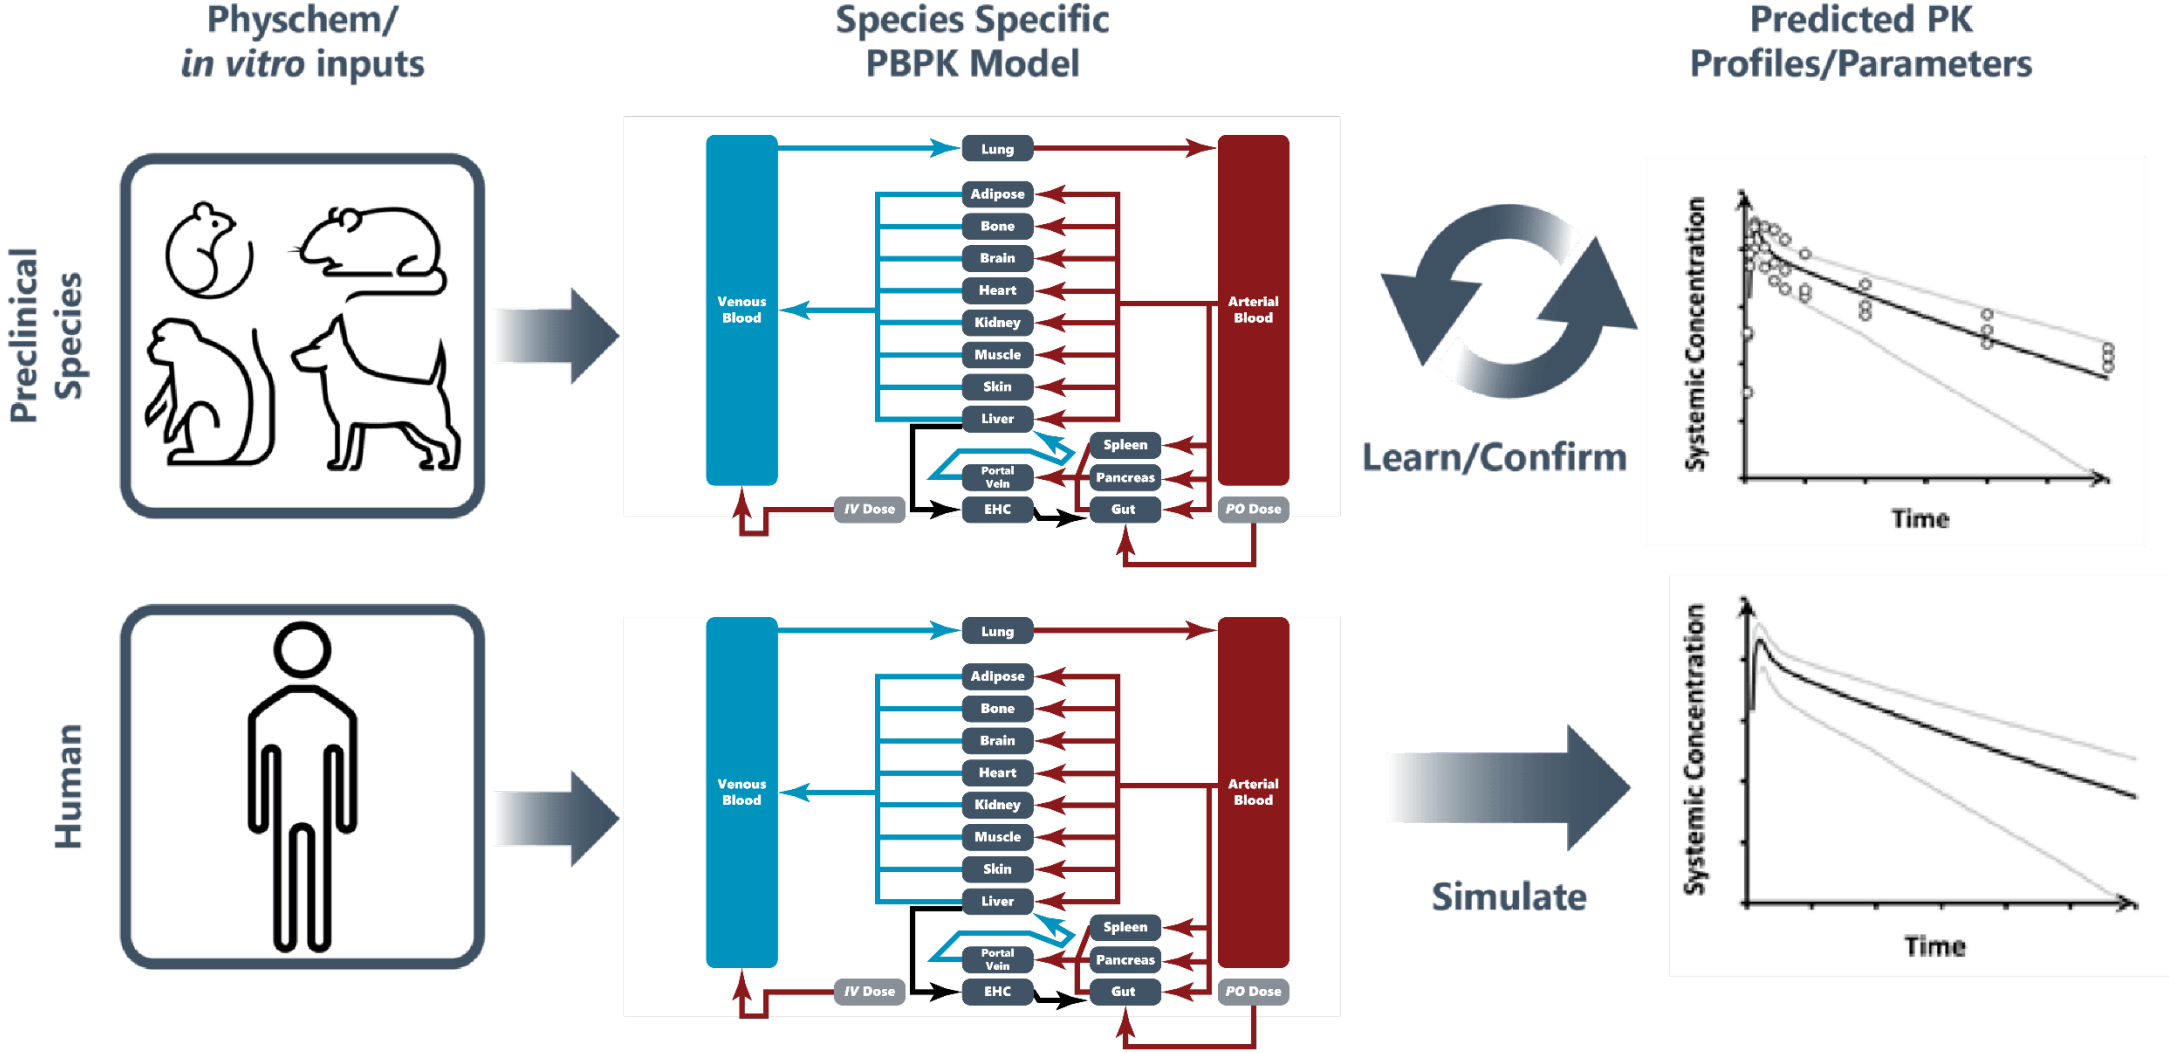 Physchem/
in vitro inputs
Species Specific
PBPK Model
Predicted PK
Profiles/Parameters
Preclinical
Species
Lung
Adipose
Bone
Brain
Heart
Kidney
Muscle
Skin
Liver
Venous
Blood
Arterial
Blood
Spleen
Portal
Vein
Pancreas
IV Dose
EHC
Gut
PO Dose
Learn/Confirm
Systemic Concentration
Time
Human
Lung
Adipose
Bone
Brain
Heart
Kidney
Muscle
Skin
Liver
Venous
Blood
Arterial
Blood
Spleen
Portal
Vein
Pancreas
IV Dose
EHC
Gut
PO Dose
Simulate
Systemic Concentration
Time